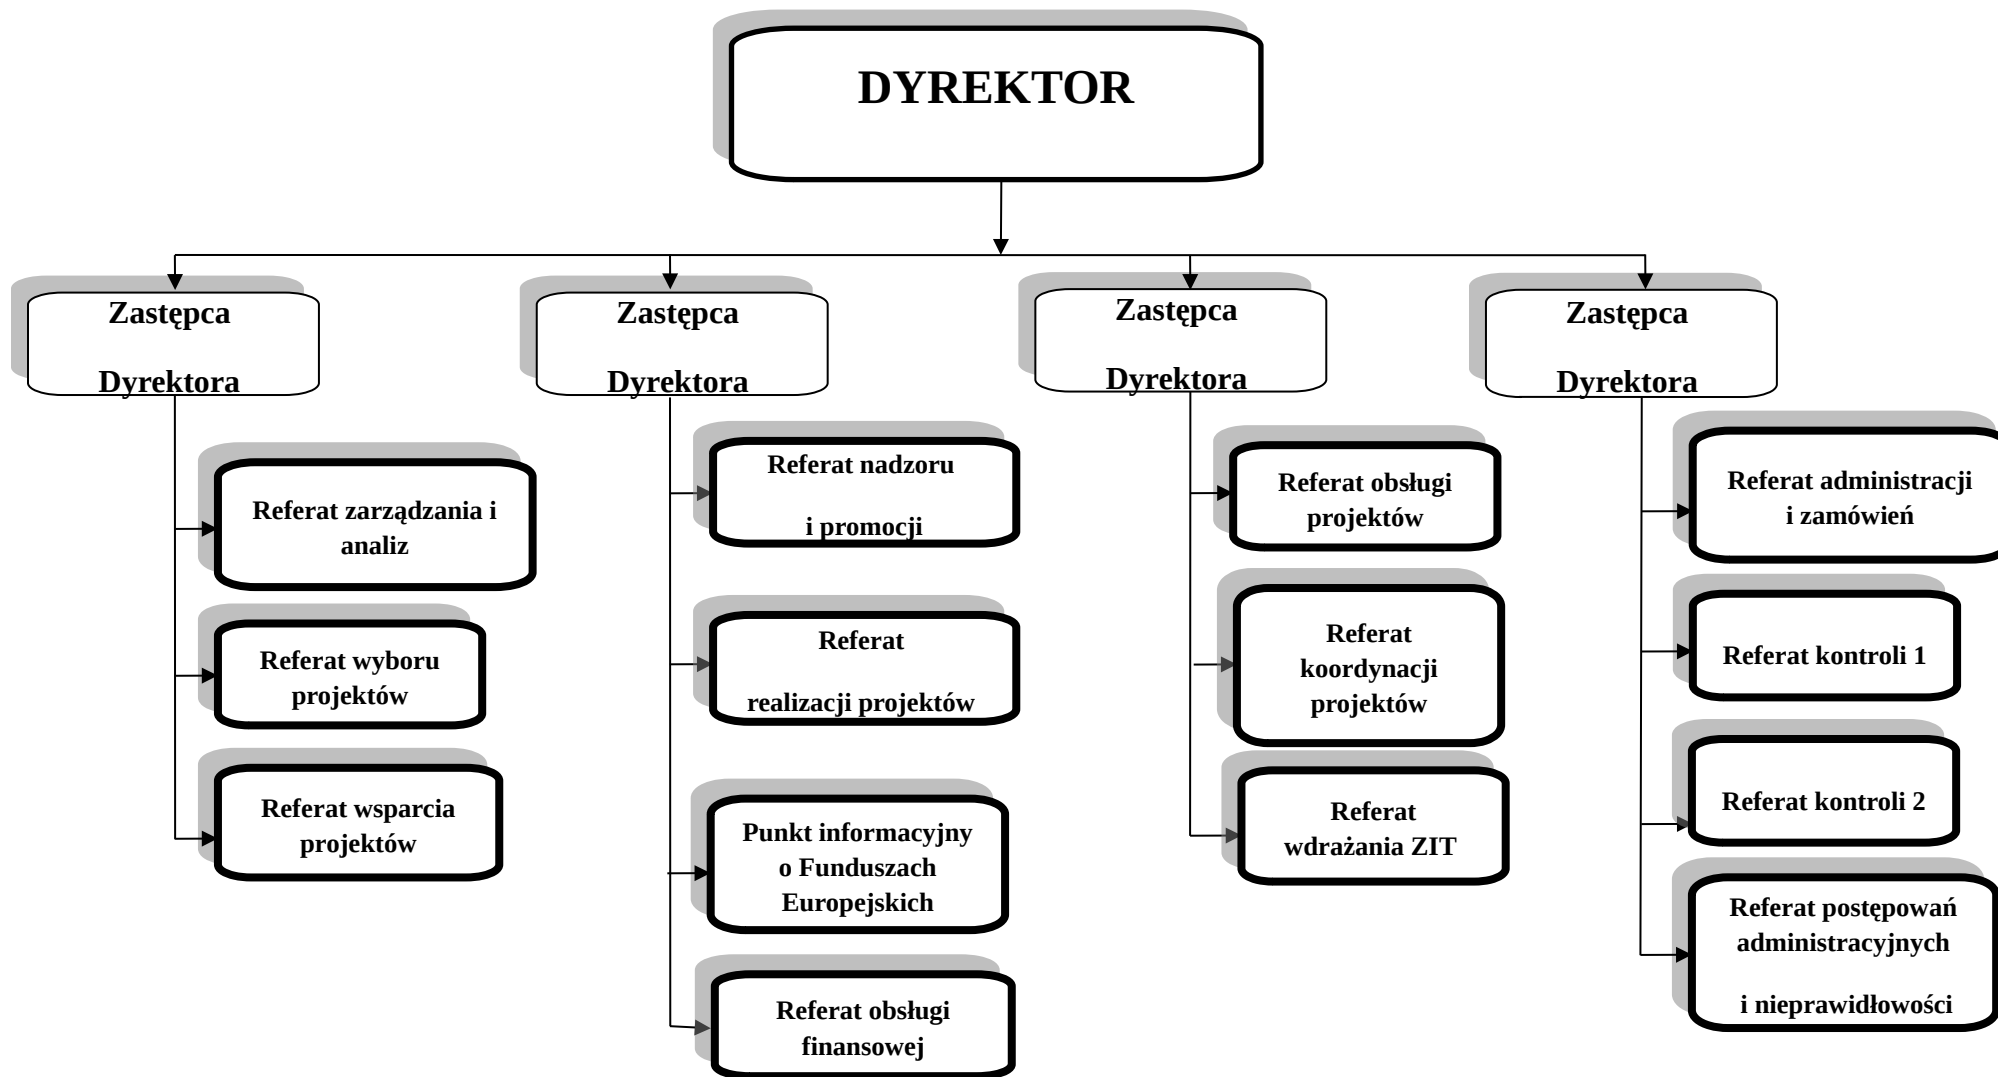 DYREKTOR
Zastępca
Dyrektora
Referat zarządzania i
analiz
Referat wyboru
projektów
Referat wsparcia
projektów
Zastępca
Dyrektora
Referat nadzoru
i promocji
Referat
realizacji projektów
Punkt informacyjny
o Funduszach
Europejskich
Referat obsługi
finansowej
Zastępca
Dyrektora
Referat obsługi
projektów
Referat
koordynacji
projektów
Referat
wdrażania ZIT
Zastępca
Dyrektora
Referat administracji
i zamówień
Referat kontroli 1
Referat kontroli 2
Referat postępowań
administracyjnych
i nieprawidłowości